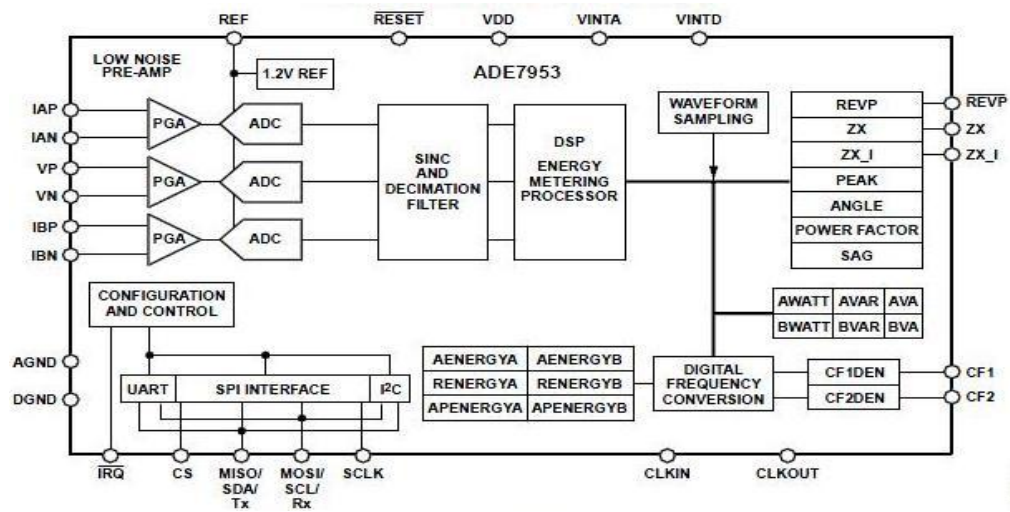 REF
RESET
VDD
VINTA
VINTD
LOW NOISE
PRE-AMP
1.2V REF
ADE7953
IAP
IAN
VP
VN
IBP
IBN
PGA
ADC
PGA
ADC
PGA
ADC
SINC
AND
DECIMATION
FILTER
DSP
ENERGY
METERING
PROCESSOR
WAVEFORM
SAMPLING
REVP
ZX
ZX_I
PEAK
ANGLE
POWER FACTOR
SAG
REVP
ZX
ZX_I
CONFIGURATION
AND CONTROL
AWATT AVAR AVA
BWATT BVAR BVA
AGND
DGND
UART SPI INTERFACE I²C
AENERGYA AENERGYB
RENERGYA RENERGYB
APENERGYA APENERGYB
DIGITAL
FREQUENCY
CONVERSION
CF1DEN
CF2DEN
CF1
CF2
IRQ
CS
MISO/
SDA/
Tx
MOSI/
SCL/
Rx
SCLK
CLKIN
CLKOUT